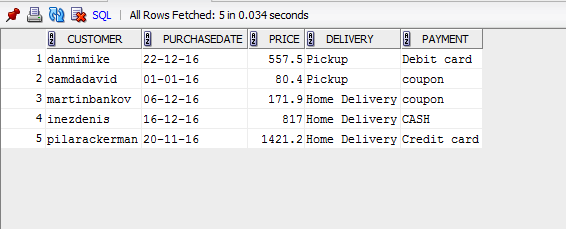 SQL | All Rows Fetched: 5 in 0.034 seconds
CUSTOMER PURCHASEDATE PRICE DELIVERY PAYMENT
1 danmimike 22-12-16 557.5 Pickup Debit card
2 camdadavid 01-01-16 80.4 Pickup coupon
3 martinbankov 06-12-16 171.9 Home Delivery coupon
4 inezdenis 16-12-16 817 Home Delivery CASH
5 pilarackerman 20-11-16 1421.2 Home Delivery Credit card